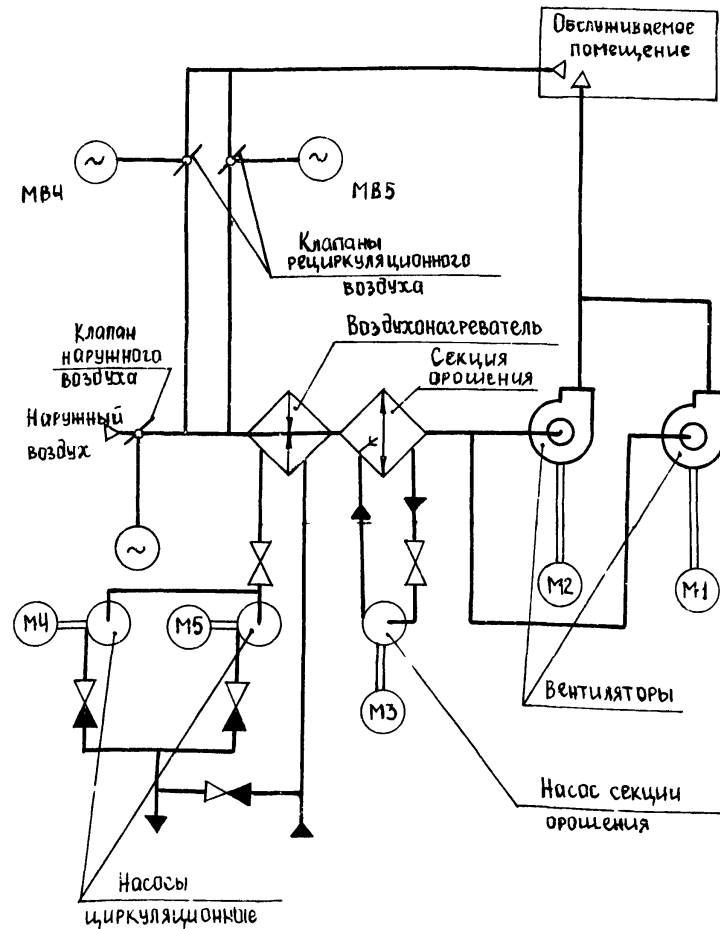 Обслуживаемое
помещение
~
~
МВ4
МВ5
Клапаны
рециркуляционного
воздуха
Клапан
наружного
воздуха
Воздухонагреватель
Секция
орошения
Наружный
воздух
~
М4
М5
М3
М2
М1
Вентиляторы
Насос секции
орошения
Насосы
циркуляционные